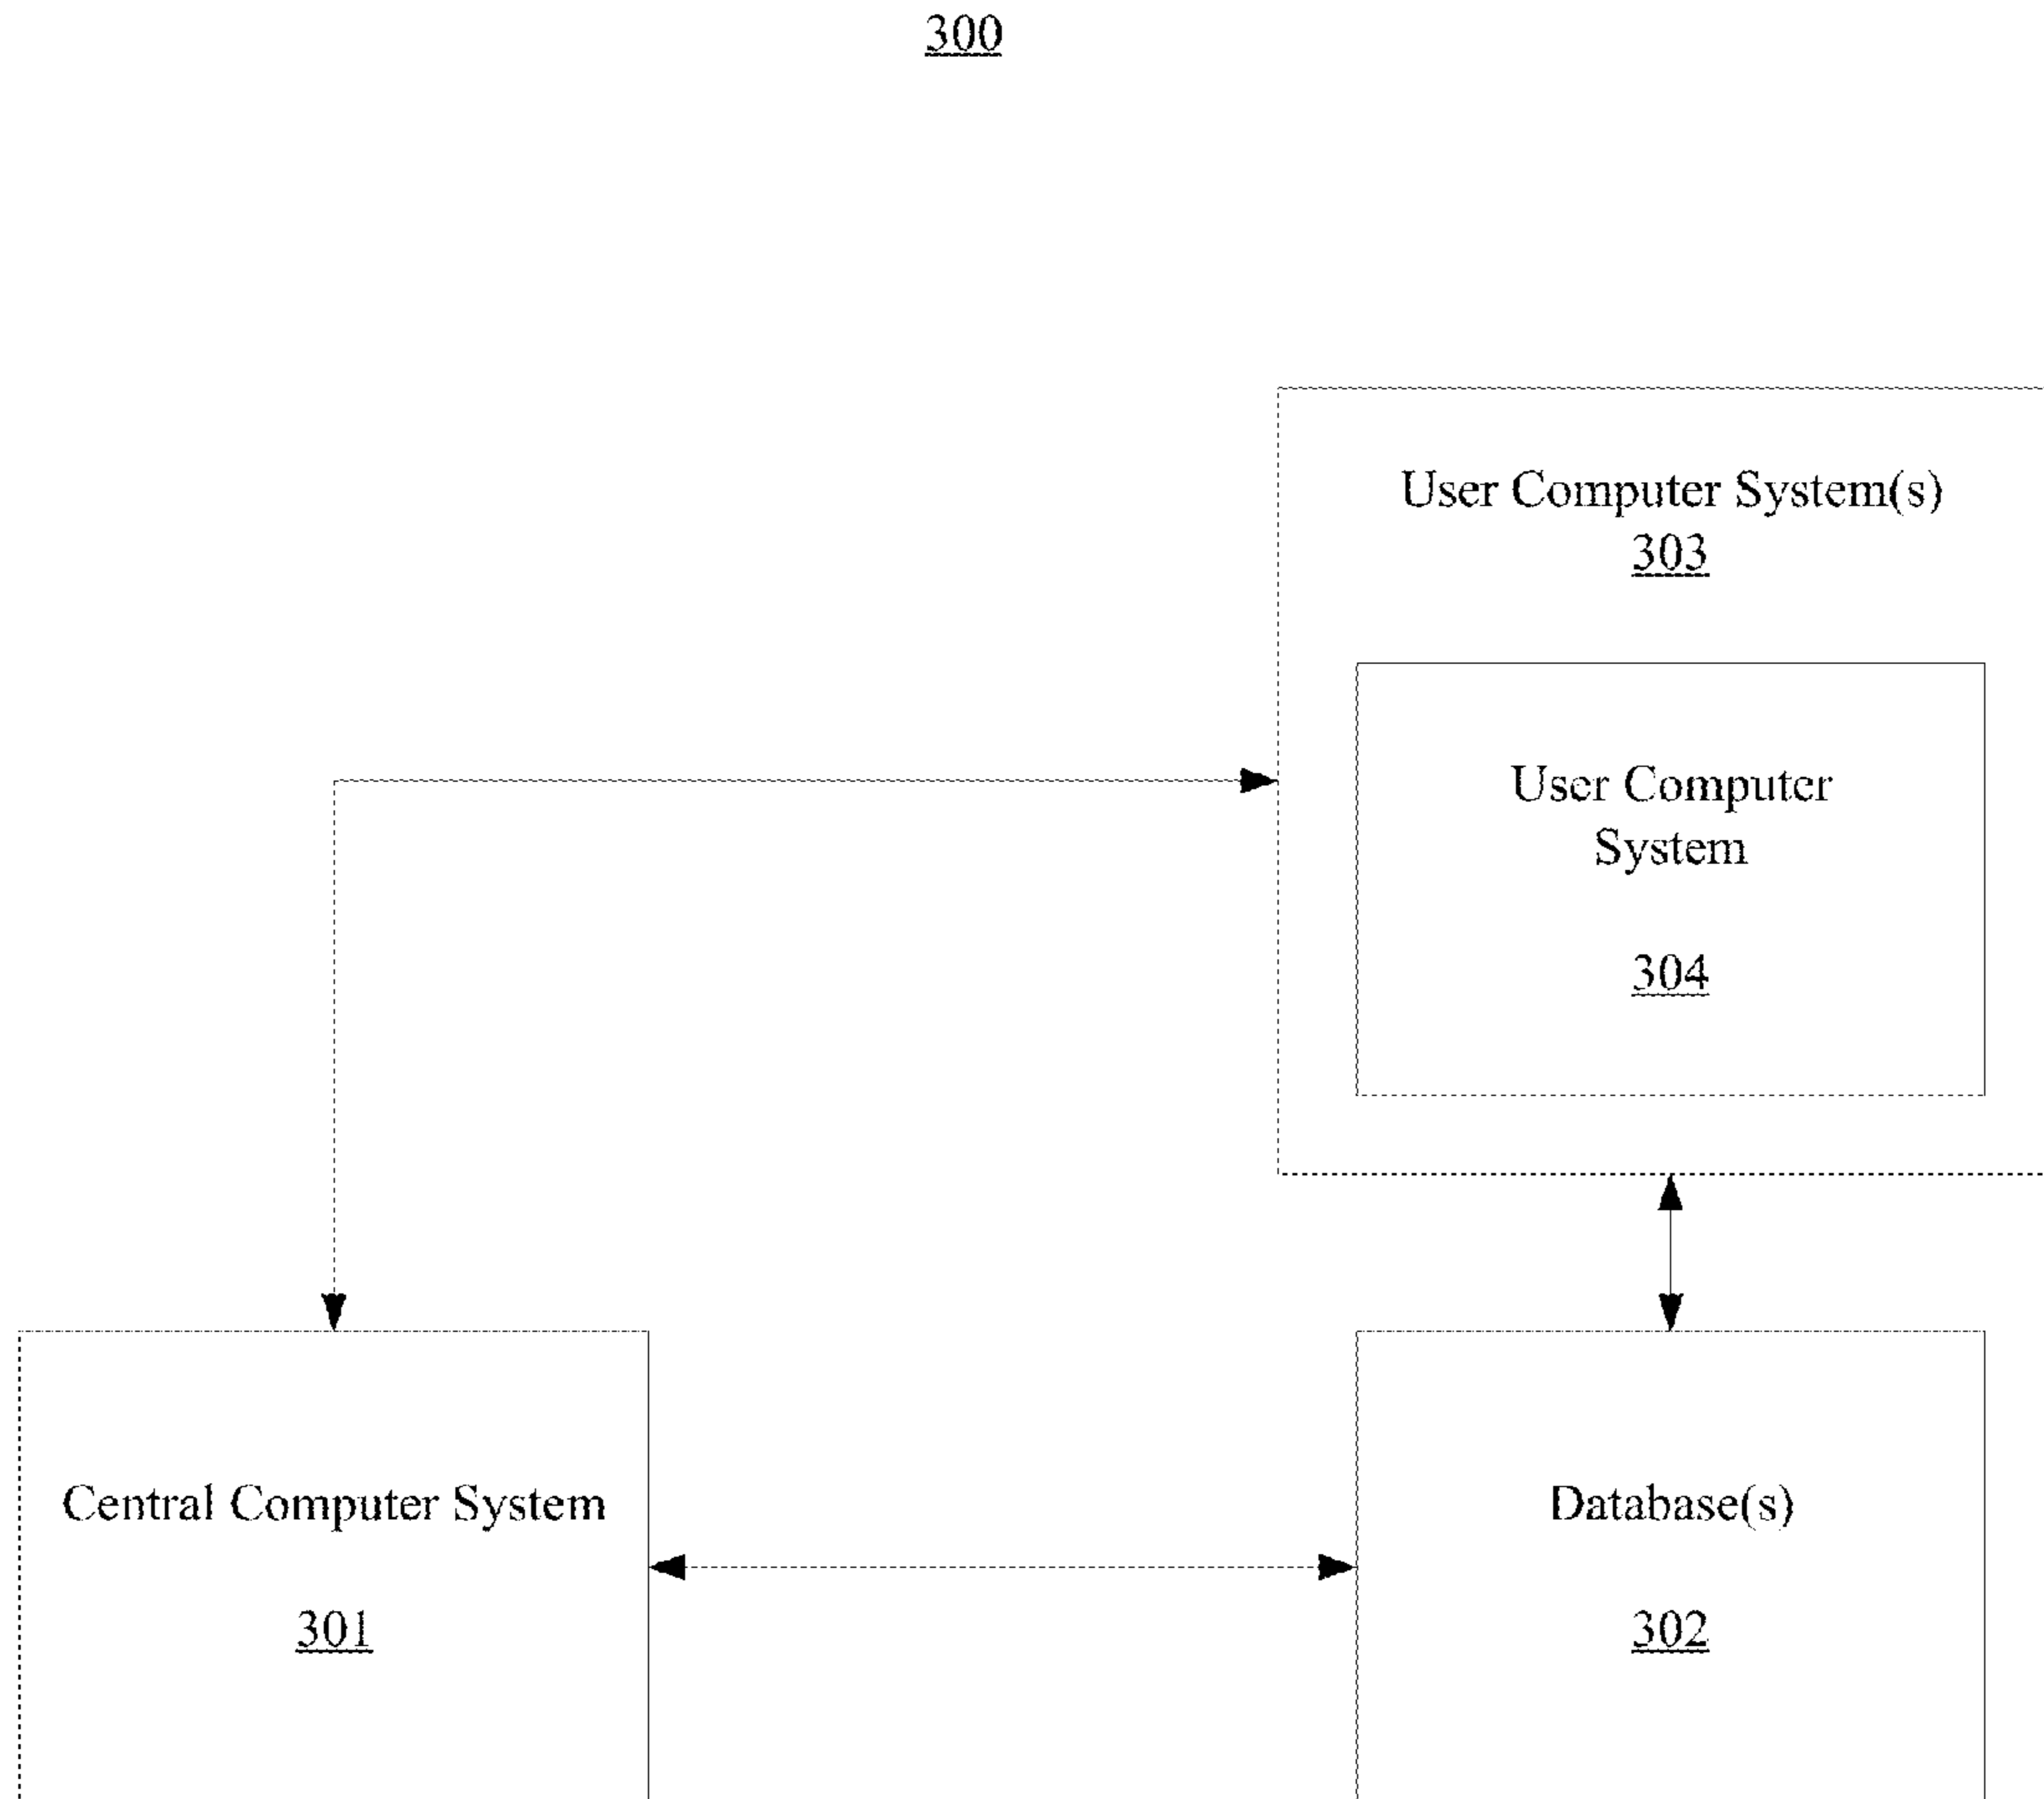 300
User Computer System(s)
303
User Computer
System
304
Central Computer System
301
Database(s)
302